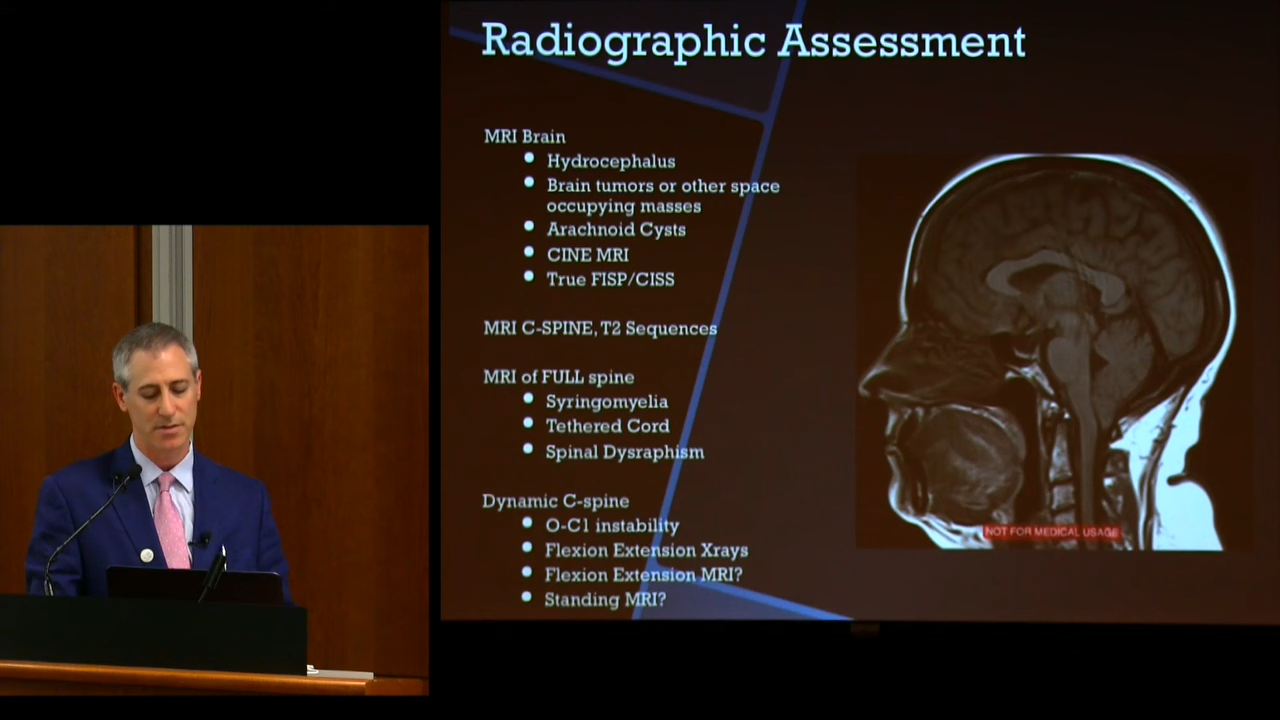 Radiographic Assessment
MRI Brain
Hydrocephalus
Brain tumors or other space
occupying masses
Arachnoid Cysts
CINE MRI
True FISP/CISS
MRI C-SPINE, T2 Sequences
MRI of FULL spine
Syringomyelia
Tethered Cord
Spinal Dysraphism
Dynamic C-spine
O-C1 instability
Flexion Extension Xrays
Flexion Extension MRI?
Standing MRI?
NOT FOR MEDICAL USAGE